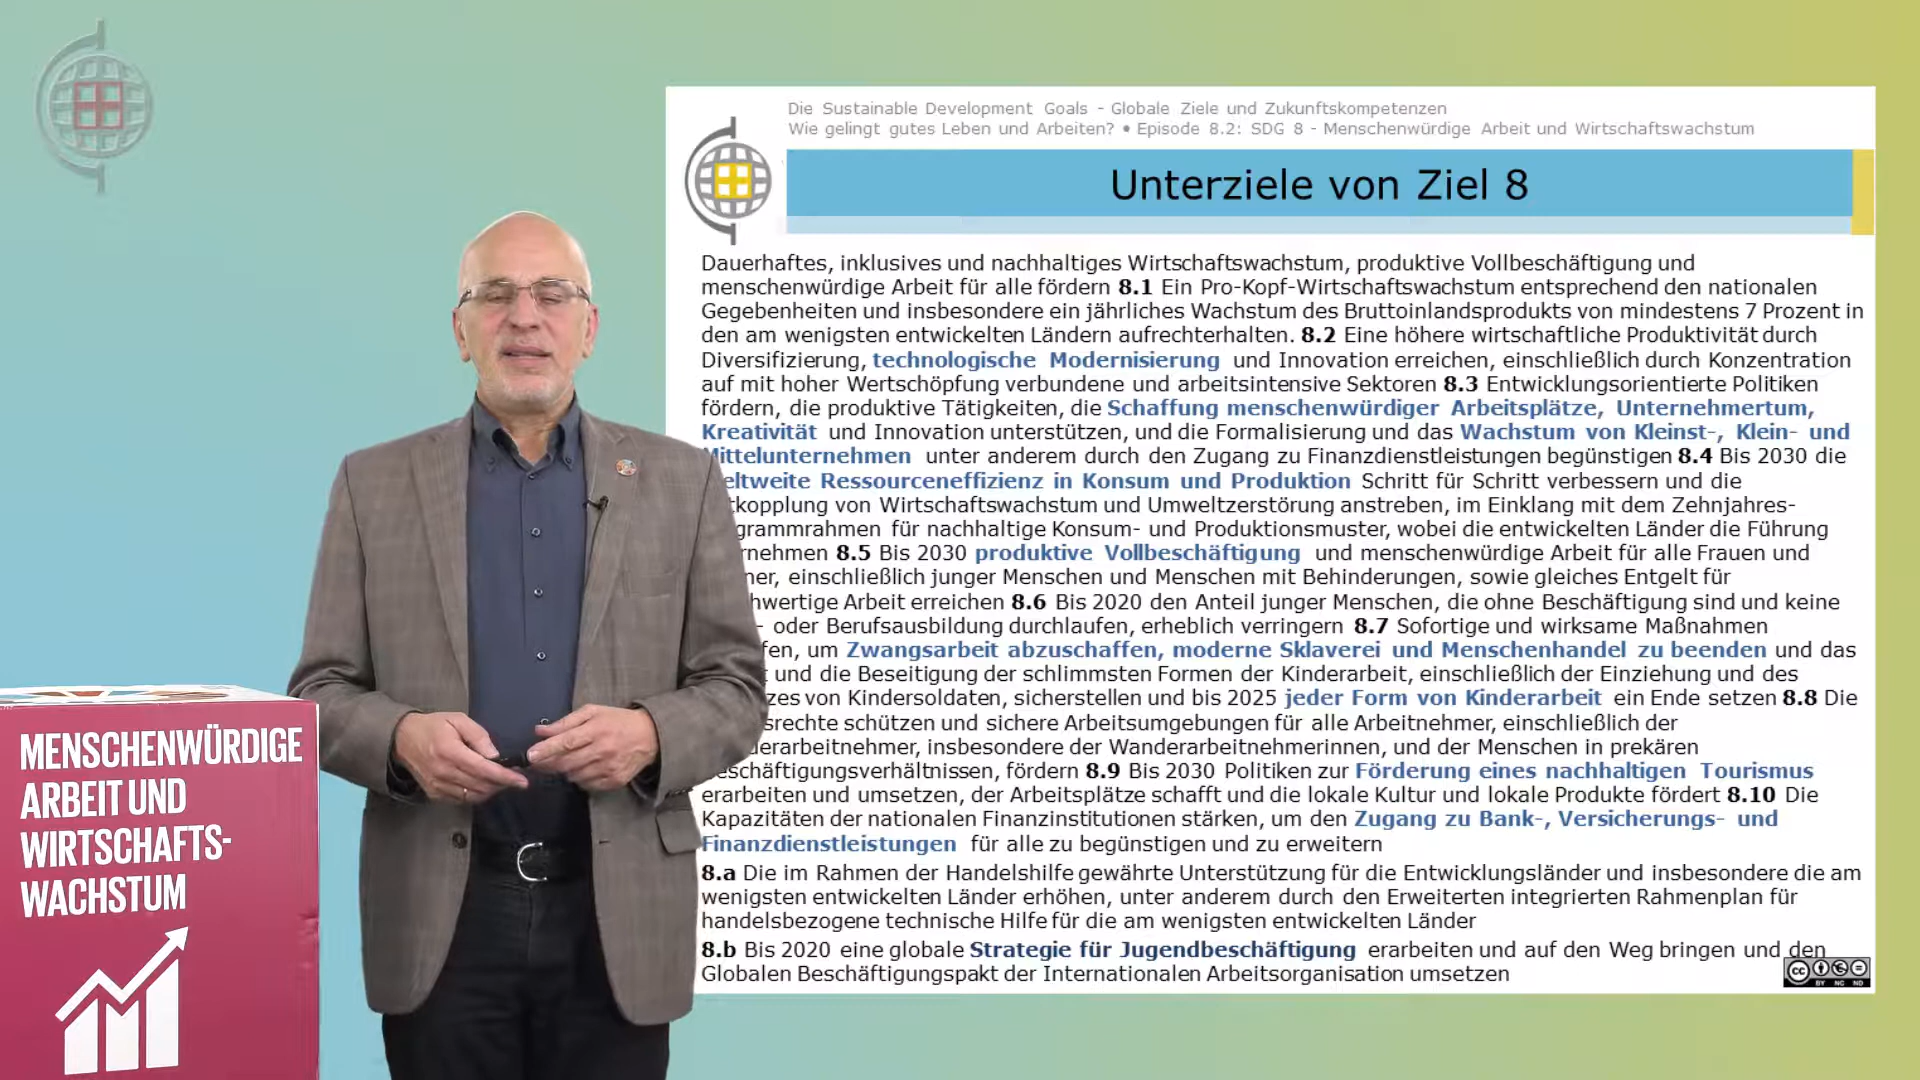 Die Sustainable Development Goals - Globale Ziele und Zukunftskompetenzen
Wie gelingt gutes Leben und Arbeiten? • Episode 8.2: SDG 8 - Menschenwürdige Arbeit und Wirtschaftswachstum
Unterziele von Ziel 8
Dauerhaftes, inklusives und nachhaltiges Wirtschaftswachstum, produktive Vollbeschäftigung und
menschenwürdige Arbeit für alle fördern 8.1 Ein Pro-Kopf-Wirtschaftswachstum entsprechend den nationalen
Gegebenheiten und insbesondere ein jährliches Wachstum des Bruttoinlandsprodukts von mindestens 7 Prozent in
den am wenigsten entwickelten Ländern aufrechterhalten. 8.2 Eine höhere wirtschaftliche Produktivität durch
Diversifizierung, technologische Modernisierung und Innovation erreichen, einschließlich durch Konzentration
auf mit hoher Wertschöpfung verbundene und arbeitsintensive Sektoren 8.3 Entwicklungsorientierte Politiken
fördern, die produktive Tätigkeiten, die Schaffung menschenwürdiger Arbeitsplätze, Unternehmertum,
Kreativität und Innovation unterstützen, und die Formalisierung und das Wachstum von Kleinst-, Klein- und
Mittelunternehmen unter anderem durch den Zugang zu Finanzdienstleistungen begünstigen 8.4 Bis 2030 die
eltweite Ressourceneffizienz in Konsum und Produktion Schritt für Schritt verbessern und die
tkopplung von Wirtschaftswachstum und Umweltzerstörung anstreben, im Einklang mit dem Zehnjahres-
grammrahmen für nachhaltige Konsum- und Produktionsmuster, wobei die entwickelten Länder die Führung
rnehmen 8.5 Bis 2030 produktive Vollbeschäftigung und menschenwürdige Arbeit für alle Frauen und
ner, einschließlich junger Menschen und Menschen mit Behinderungen, sowie gleiches Entgelt für
hwertige Arbeit erreichen 8.6 Bis 2020 den Anteil junger Menschen, die ohne Beschäftigung sind und keine
- oder Berufsausbildung durchlaufen, erheblich verringern 8.7 Sofortige und wirksame Maßnahmen
fen, um Zwangsarbeit abzuschaffen, moderne Sklaverei und Menschenhandel zu beenden und das
t und die Beseitigung der schlimmsten Formen der Kinderarbeit, einschließlich der Einziehung und des
zes von Kindersoldaten, sicherstellen und bis 2025 jeder Form von Kinderarbeit ein Ende setzen 8.8 Die
srechte schützen und sichere Arbeitsumgebungen für alle Arbeitnehmer, einschließlich der
derarbeitnehmer, insbesondere der Wanderarbeitnehmerinnen, und der Menschen in prekären
eschäftigungsverhältnissen, fördern 8.9 Bis 2030 Politiken zur Förderung eines nachhaltigen Tourismus
erarbeiten und umsetzen, der Arbeitsplätze schafft und die lokale Kultur und lokale Produkte fördert 8.10 Die
Kapazitäten der nationalen Finanzinstitutionen stärken, um den Zugang zu Bank-, Versicherungs- und
Finanzdienstleistungen für alle zu begünstigen und zu erweitern
8.a Die im Rahmen der Handelshilfe gewährte Unterstützung für die Entwicklungsländer und insbesondere die am
wenigsten entwickelten Länder erhöhen, unter anderem durch den Erweiterten integrierten Rahmenplan für
handelsbezogene technische Hilfe für die am wenigsten entwickelten Länder
8.b Bis 2020 eine globale Strategie für Jugendbeschäftigung erarbeiten und auf den Weg bringen und den
Globalen Beschäftigungspakt der Internationalen Arbeitsorganisation umsetzen
cc BY NC ND
MENSCHENWÜRDIGE
ARBEIT UND
WIRTSCHAFTS-
WACHSTUM